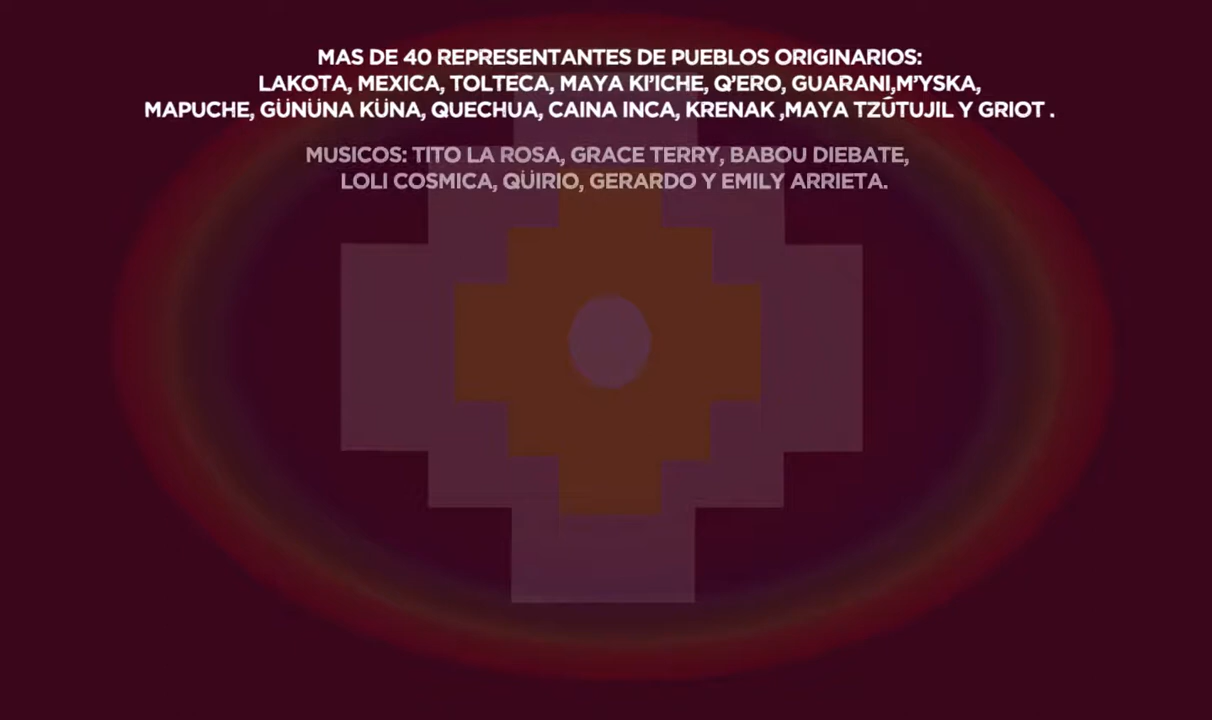 MAS DE 40 REPRESENTANTES DE PUEBLOS ORIGINARIOS:
LAKOTA, MEXICA, TOLTECA, MAYA KI’ICHE, Q’ERO, GUARANI,M’YSKA,
MAPUCHE, GÜNÜNA KÜNA, QUECHUA, CAINA INCA, KRENAK ,MAYA TZÚTUJIL Y GRIOT .
MUSICOS: TITO LA ROSA, GRACE TERRY, BABOU DIEBATE,
LOLI COSMICA, QÜIRIO, GERARDO Y EMILY ARRIETA.